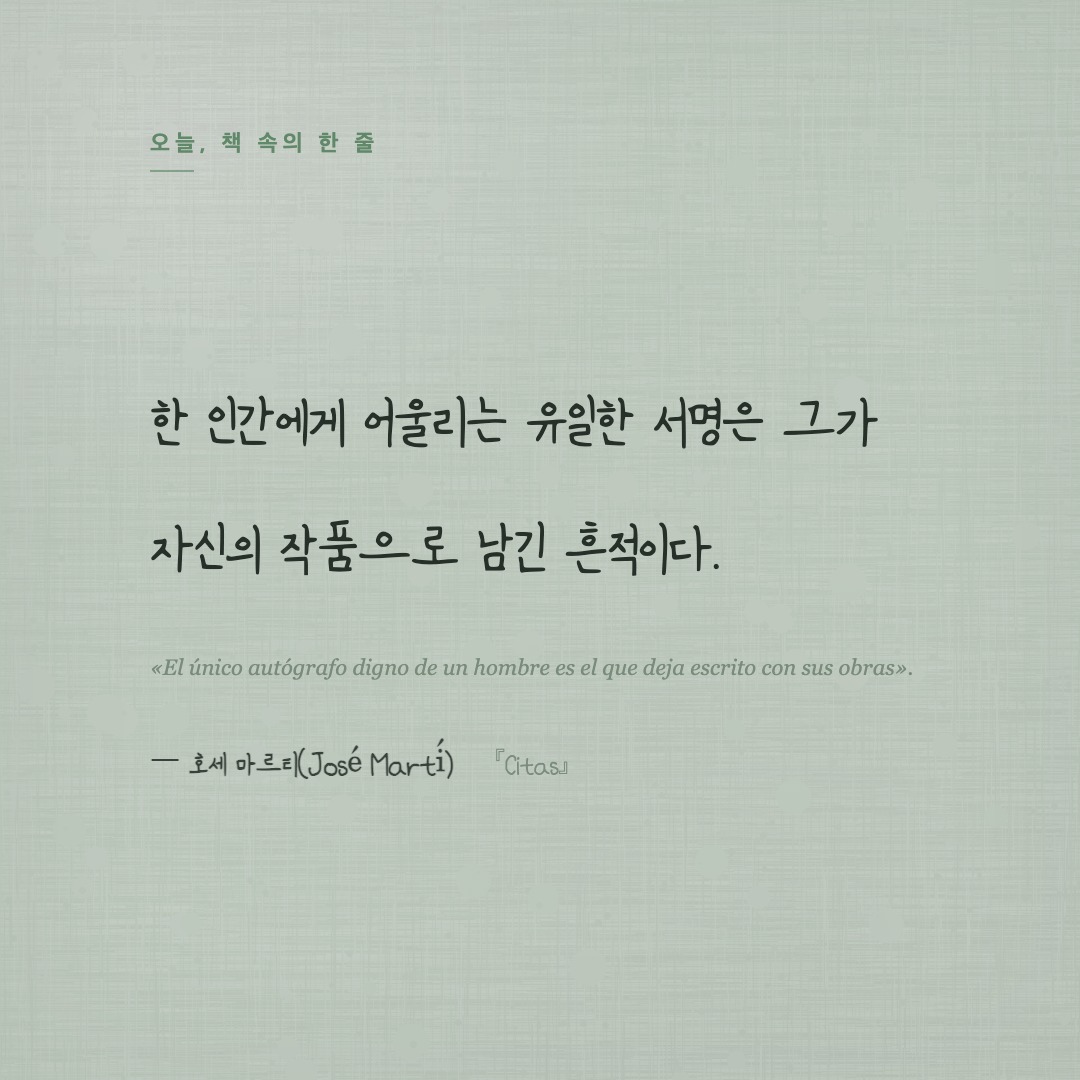 오늘, 책 속의 한 줄
한 인간에게 어울리는 유일한 서명은 그가
자신의 작품으로 남긴 흔적이다.
«El único autógrafo digno de un hombre es el que deja escrito con sus obras».
— 호세 마르티(José Martí) 『Citas』